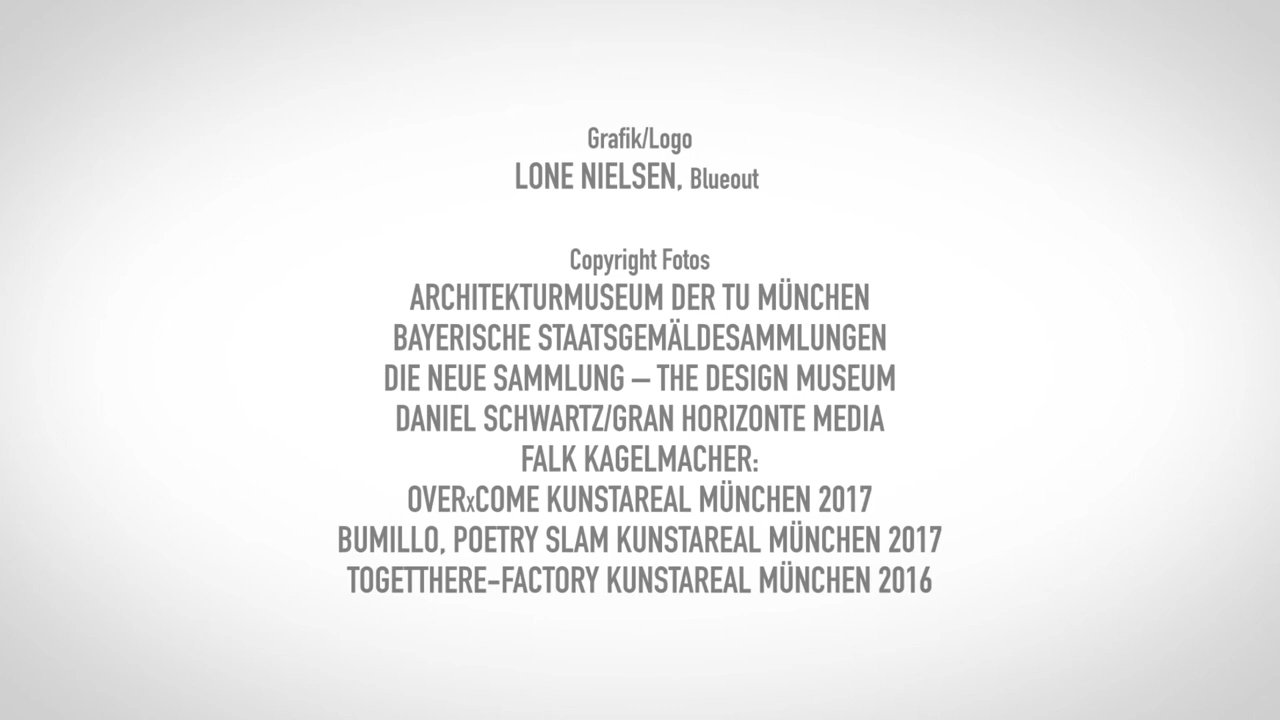 Grafik/Logo
LONE NIELSEN, Blueout
Copyright Fotos
ARCHITEKTURMUSEUM DER TU MÜNCHEN
BAYERISCHE STAATSGEMÄLDESAMMLUNGEN
DIE NEUE SAMMLUNG – THE DESIGN MUSEUM
DANIEL SCHWARTZ/GRAN HORIZONTE MEDIA
FALK KAGELMACHER:
OVERxCOME KUNSTAREAL MÜNCHEN 2017
BUMILLO, POETRY SLAM KUNSTAREAL MÜNCHEN 2017
TOGETTHERE-FACTORY KUNSTAREAL MÜNCHEN 2016